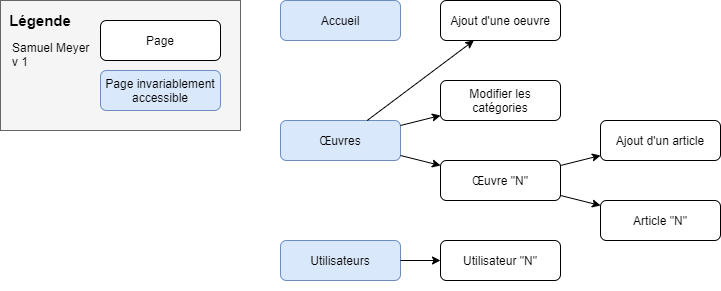 Légende
Samuel Meyer
v 1
Page
Page invariablement
accessible
Accueil
Ajout d'une oeuvre
Modifier les
catégories
Œuvres
Ajout d'un article
Œuvre "N"
Article "N"
Utilisateurs
Utilisateur "N"